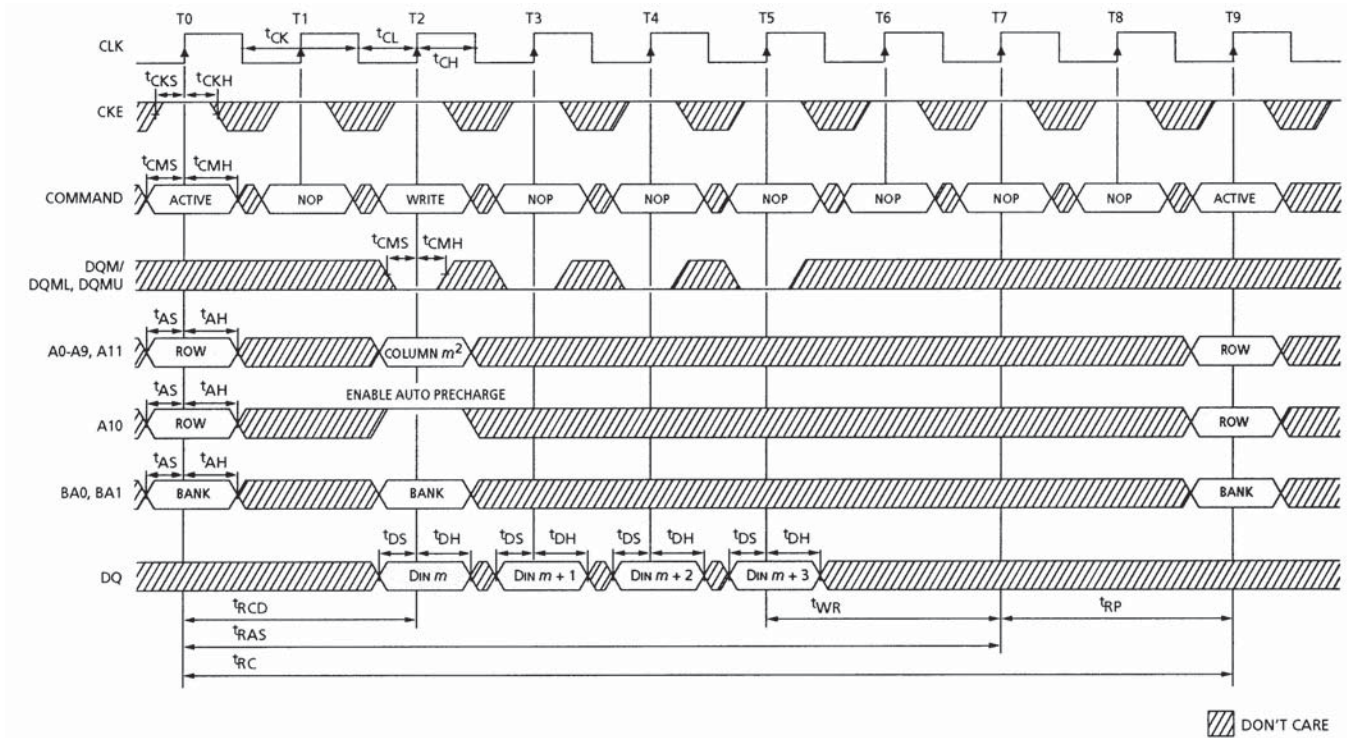 T0 T1 T2 T3 T4 T5 T6 T7 T8 T9
CLK tCK tCL tCH
tCKS tCKH
CKE
tCMS tCMH
COMMAND ACTIVE NOP WRITE NOP NOP NOP NOP NOP NOP ACTIVE
tCMS tCMH
DQM/
DQML, DQMU
tAS tAH
A0-A9, A11 ROW COLUMN m2 ROW
ENABLE AUTO PRECHARGE
tAS tAH
A10 ROW ROW
tAS tAH
BA0, BA1 BANK BANK BANK
tDS tDH tDS tDH tDS tDH tDS tDH
DQ DIN m DIN m + 1 DIN m + 2 DIN m + 3
tRCD tWR tRP
tRAS
tRC
DON'T CARE